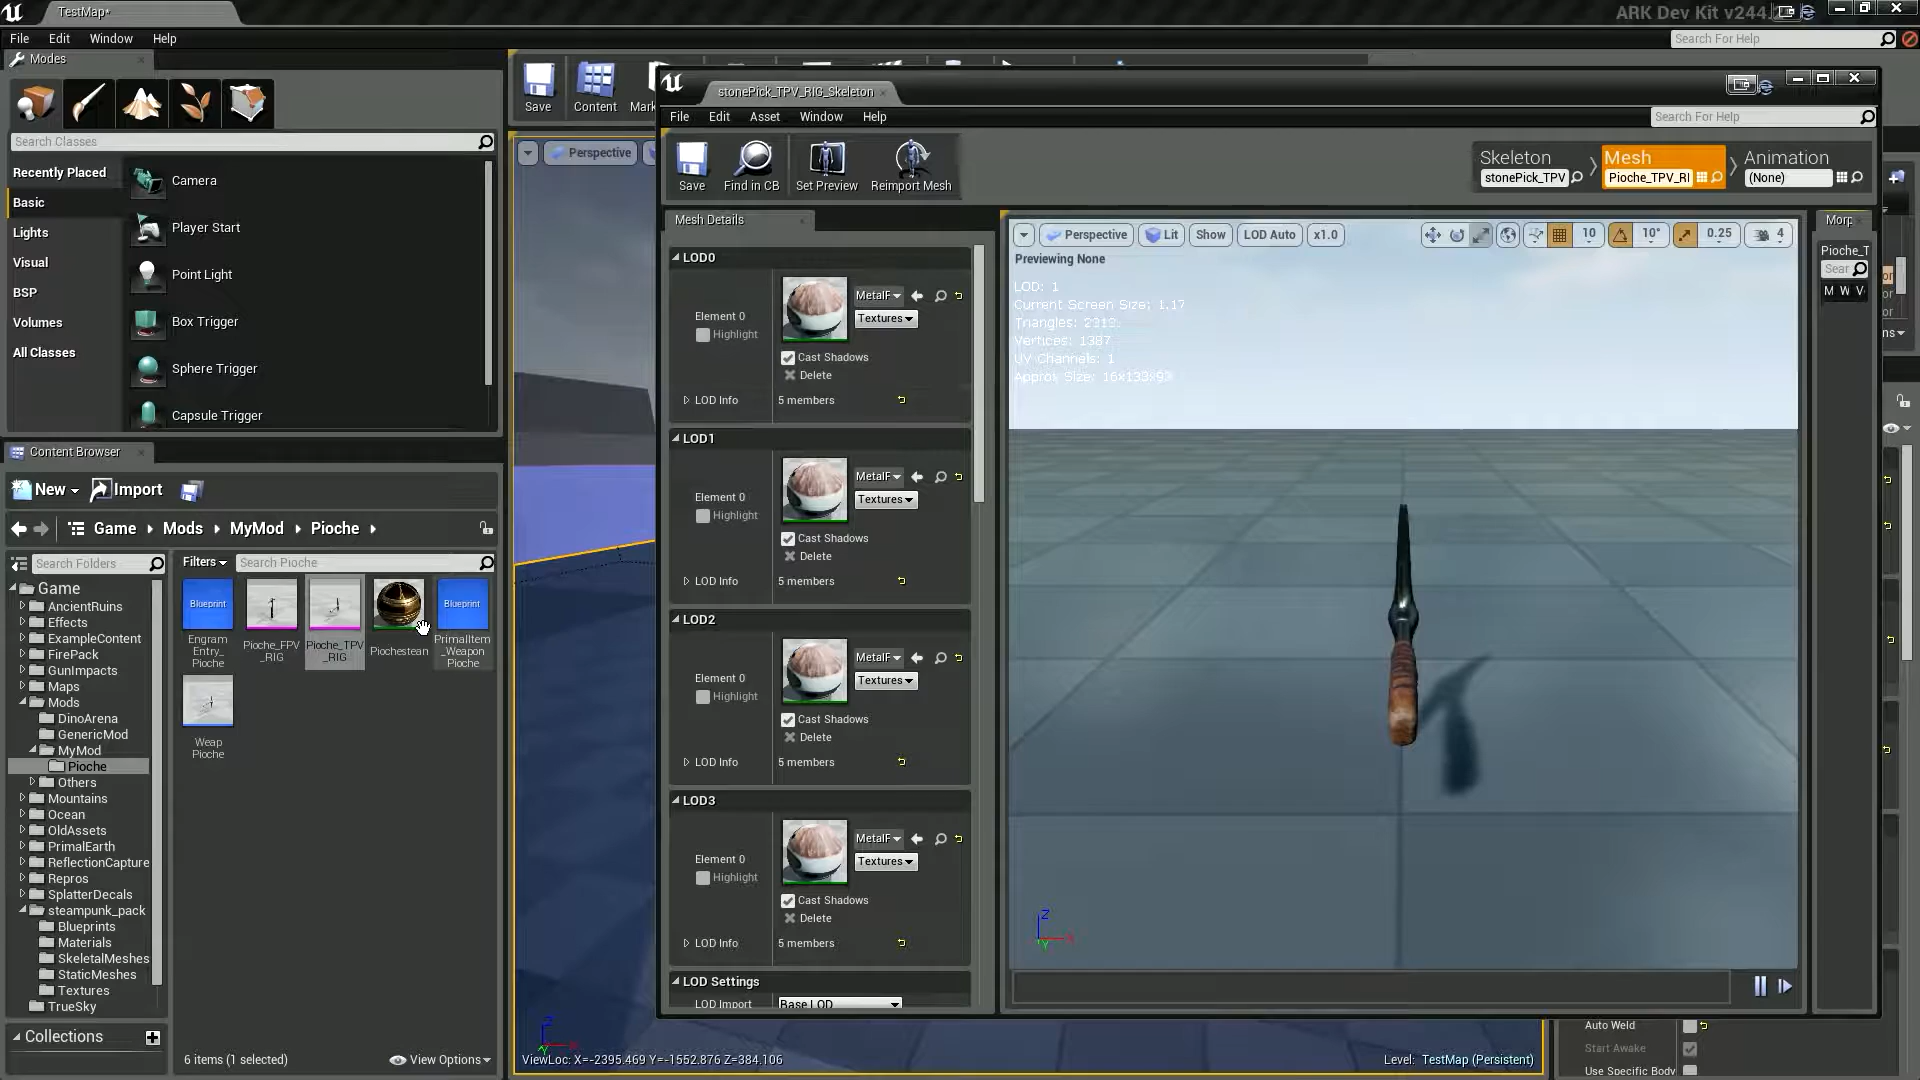 TestMap*
ARK Dev Kit v244.
File Edit Window Help
Search For Help
Modes
Search Classes
Recently Placed
Basic
Lights
Visual
BSP
Volumes
All Classes
Camera
Player Start
Point Light
Box Trigger
Sphere Trigger
Capsule Trigger
Save
Content
Mark
Perspective
Content Browser
New
Import
Game Mods MyMod Pioche
Search Folders
Filters
Search Pioche
Game
AncientRuins
Effects
ExampleContent
FirePack
GunImpacts
Maps
Mods
DinoArena
GenericMod
MyMod
Pioche
Others
Mountains
Ocean
OldAssets
PrimalEarth
ReflectionCapture
Repros
SplatterDecals
steampunk_pack
Blueprints
Materials
SkeletalMeshes
StaticMeshes
Textures
TrueSky
Collections
Blueprint
Engram
Entry_
Pioche
Pioche_FPV
_RIG
Pioche_TPV
_RIG
Piochestean
Blueprint
PrimalItem
_Weapon
Pioche
Weap
Pioche
6 items (1 selected)
View Options
stonePick_TPV_RIG_Skeleton
File Edit Asset Window Help
Search For Help
Save
Find in CB
Set Preview
Reimport Mesh
Skeleton
stonePick_TPV
Mesh
Pioche_TPV_RI
Animation
(None)
Mesh Details
LOD0
Element 0
Highlight
MetalF
Textures
Cast Shadows
Delete
LOD Info 5 members
LOD1
Element 0
Highlight
MetalF
Textures
Cast Shadows
Delete
LOD Info 5 members
LOD2
Element 0
Highlight
MetalF
Textures
Cast Shadows
Delete
LOD Info 5 members
LOD3
Element 0
Highlight
MetalF
Textures
Cast Shadows
Delete
LOD Info 5 members
LOD Settings
LOD Import Base LOD
Perspective Lit Show LOD Auto x1.0
10 10° 0.25 4
Previewing None
LOD: 1
Current Screen Size: 1.17
Vertices: 1387
UV Channels: 1
Z
X
Y
Morp
Pioche_T
Sear
M W V
ViewLoc: X=-2395.469 Y=-1552.876 Z=384.106
Level: TestMap (Persistent)
Auto Weld
Start Awake
Use Specific Body